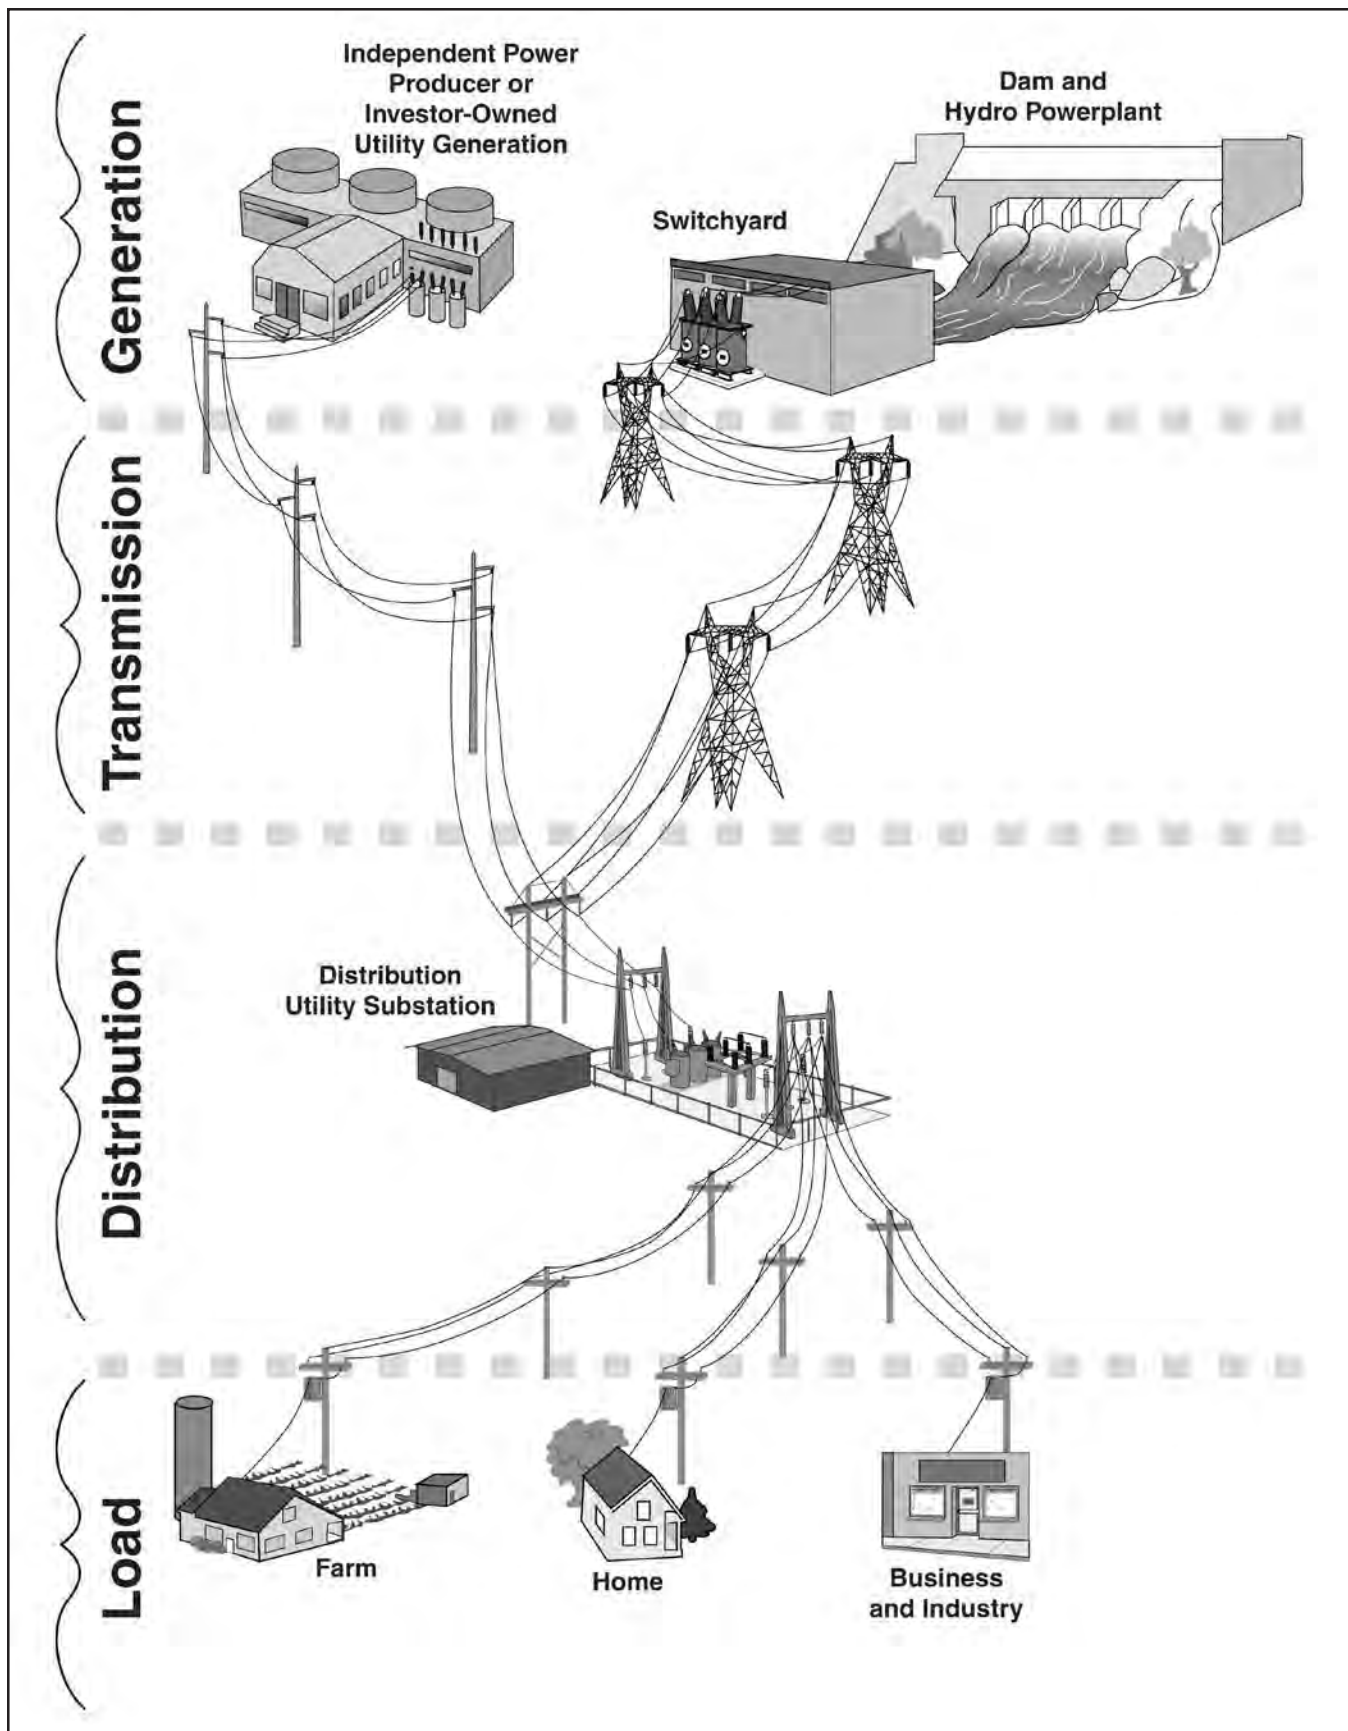 Generation
Independent Power
Producer or
Investor-Owned
Utility Generation
Dam and
Hydro Powerplant
Switchyard
Transmission
Distribution
Distribution
Utility Substation
Load
Farm
Home
Business
and Industry